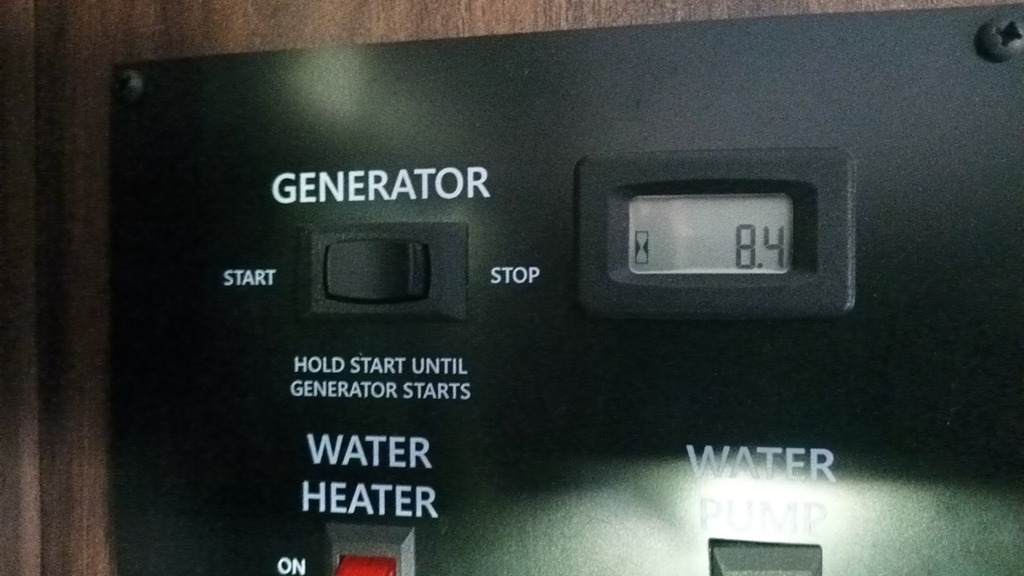 GENERATOR
START
STOP
8.4
HOLD START UNTIL
GENERATOR STARTS
WATER
HEATER
ON
WATER
PUMP